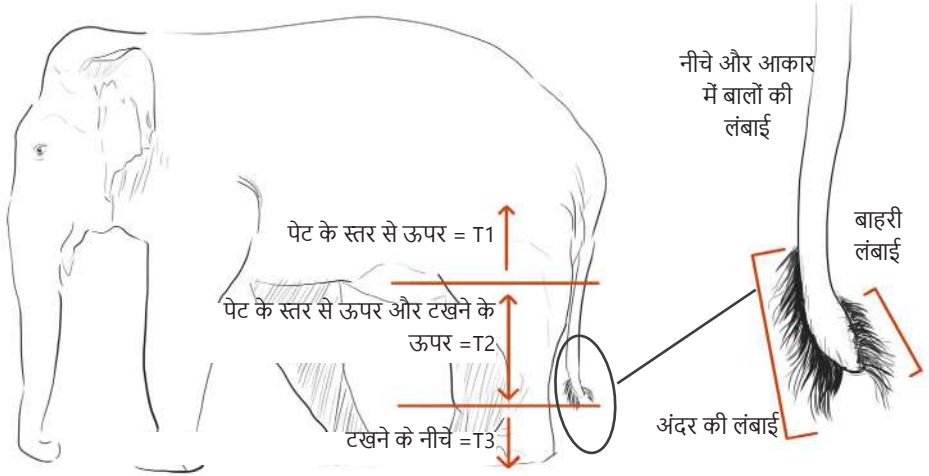 नीचे और आकार
में बालों की
लंबाई
बाहरी
लंबाई
पेट के स्तर से ऊपर = T1
पेट के स्तर से ऊपर और टखने के
ऊपर =T2
अंदर की लंबाई
टखने के नीचे =T3